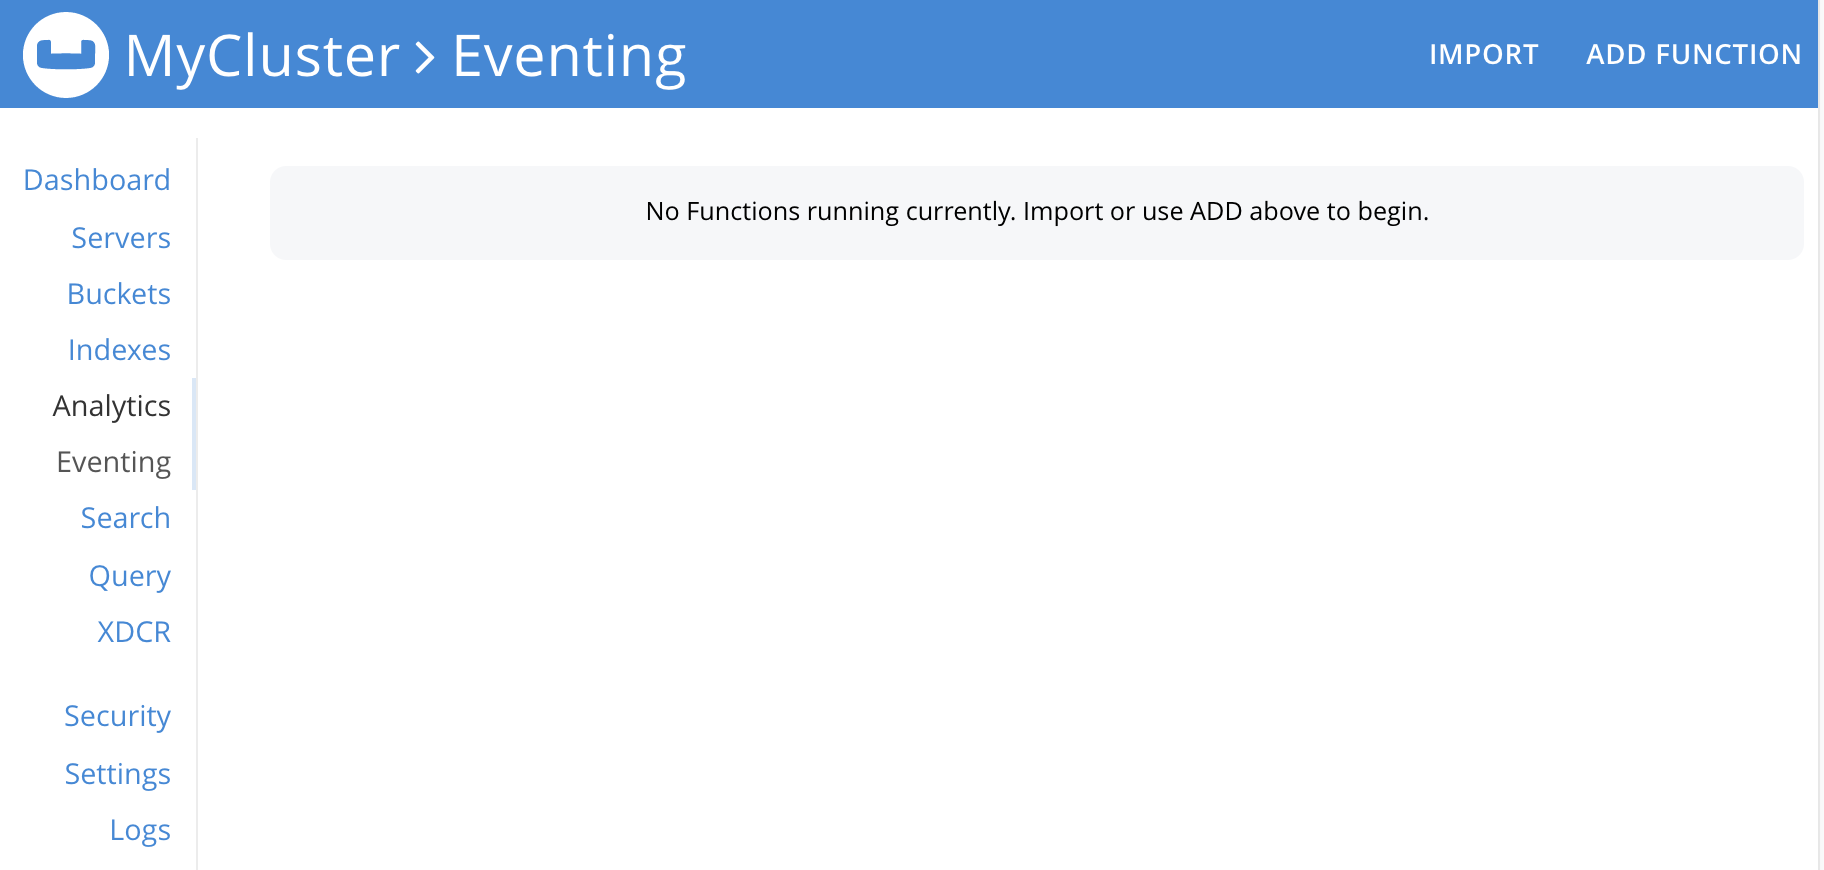 MyCluster > Eventing
IMPORT
ADD FUNCTION
Dashboard
Servers
Buckets
Indexes
Analytics
Eventing
Search
Query
XDCR
Security
Settings
Logs
No Functions running currently. Import or use ADD above to begin.